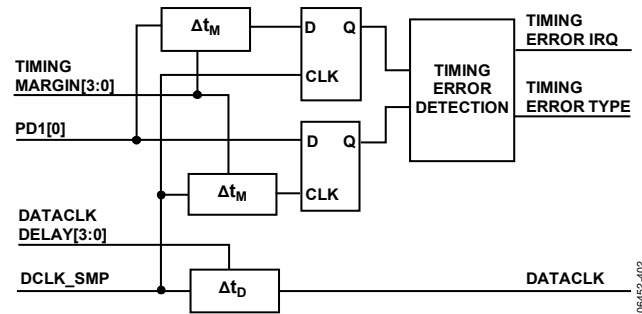 ΔtM
D
Q
CLK
TIMING
MARGIN[3:0]
PD1[0]
D
Q
CLK
ΔtM
TIMING
ERROR
DETECTION
TIMING
ERROR IRQ
TIMING
ERROR TYPE
DATACLK
DELAY[3:0]
DCLK_SMP
ΔtD
DATACLK
06452-402